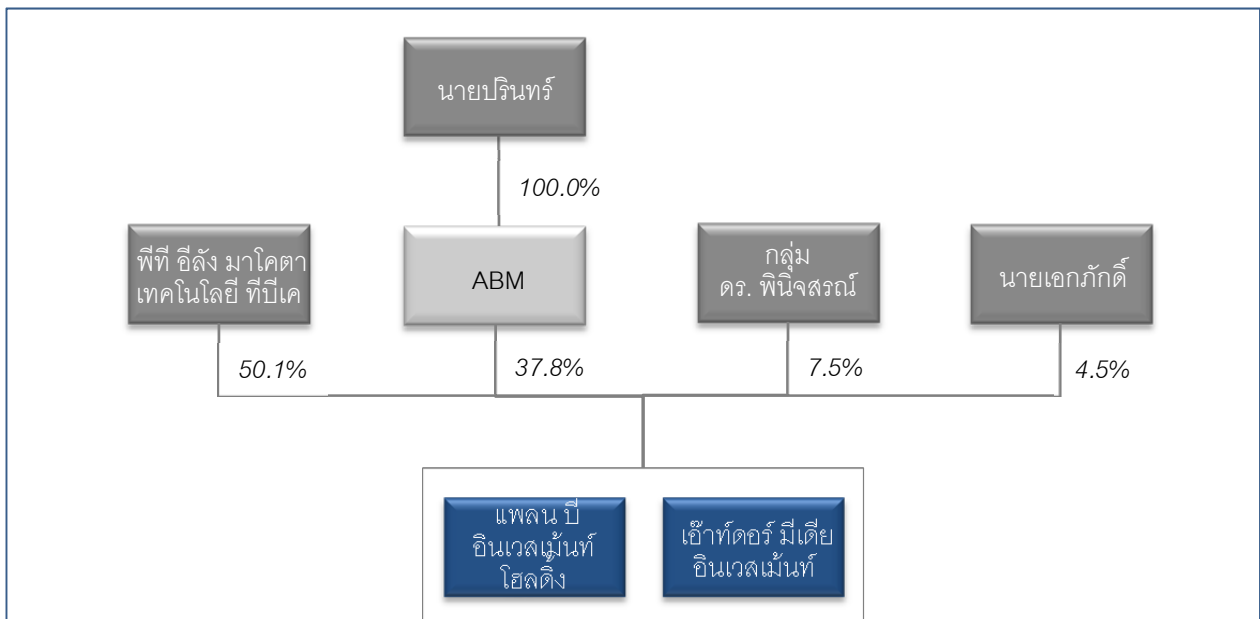 นายปรินทร์
100.0%
พีที อีลัง มาโคตา
เทคโนโลยี ทีบีเค
ABM
กลุ่ม
ดร. พินิจสรณ์
นายเอกภักดิ์
50.1%
37.8%
7.5%
4.5%
แพลน บี
อินเวสเม้นท์
โฮลดิ้ง
เอ๊าท์ดอร์ มีเดีย
อินเวสเม้นท์